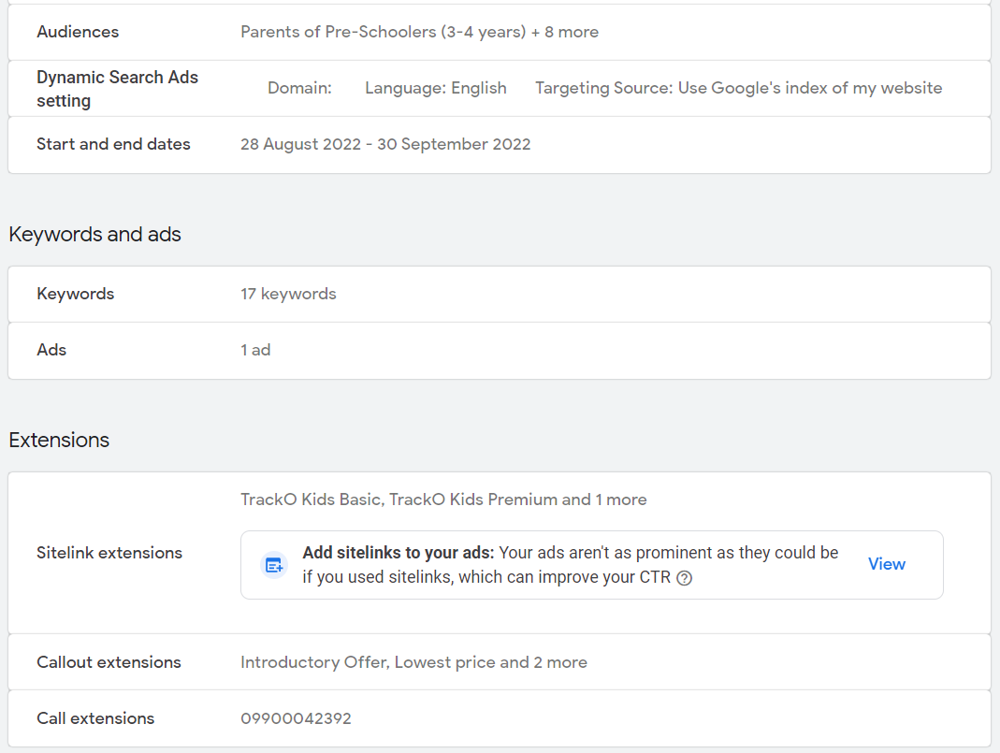 Audiences
Parents of Pre-Schoolers (3-4 years) + 8 more
Dynamic Search Ads
setting
Domain: Language: English Targeting Source: Use Google's index of my website
Start and end dates
28 August 2022 - 30 September 2022
Keywords and ads
Keywords
17 keywords
Ads
1 ad
Extensions
TrackO Kids Basic, TrackO Kids Premium and 1 more
Sitelink extensions
Add sitelinks to your ads: Your ads aren't as prominent as they could be
if you used sitelinks, which can improve your CTR ?
View
Callout extensions
Introductory Offer, Lowest price and 2 more
Call extensions
09900042392